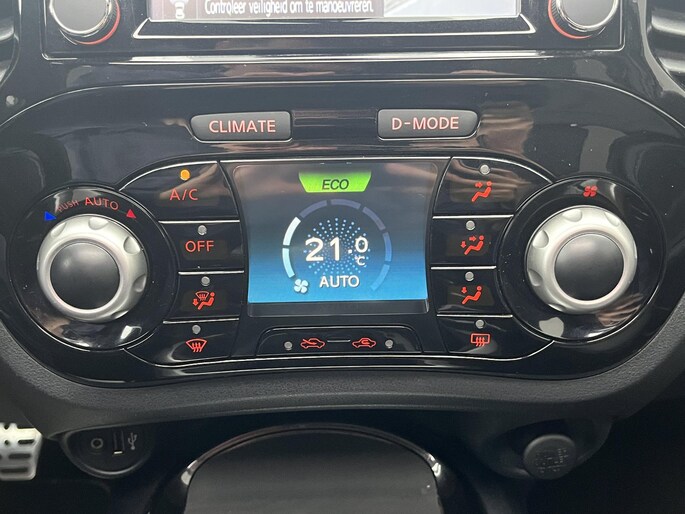 Controleer veiligheid om te manoeuvreren.
CLIMATE
D-MODE
ECO
PUSH AUTO
A/C
OFF
21.0
°C
AUTO